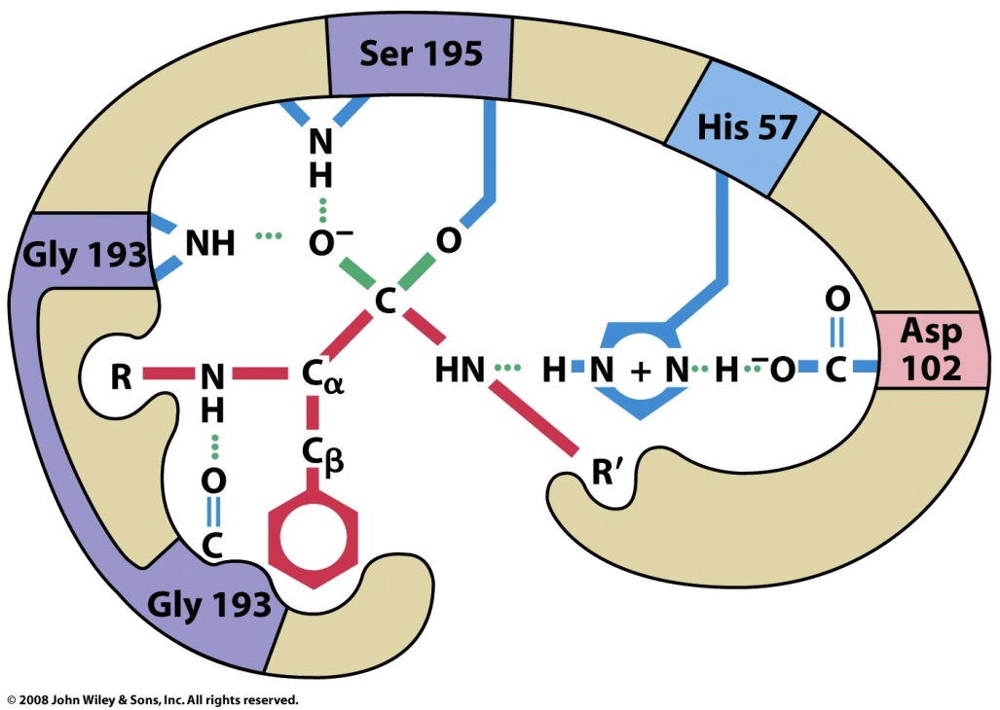 Ser 195
His 57
N
H
Gly 193
NH
O−
O
C
O
Asp
102
R
N
H
Cα
HN
H
N
+
N
H
−O
C
Cβ
O
R′
C
Gly 193
© 2008 John Wiley & Sons, Inc. All rights reserved.